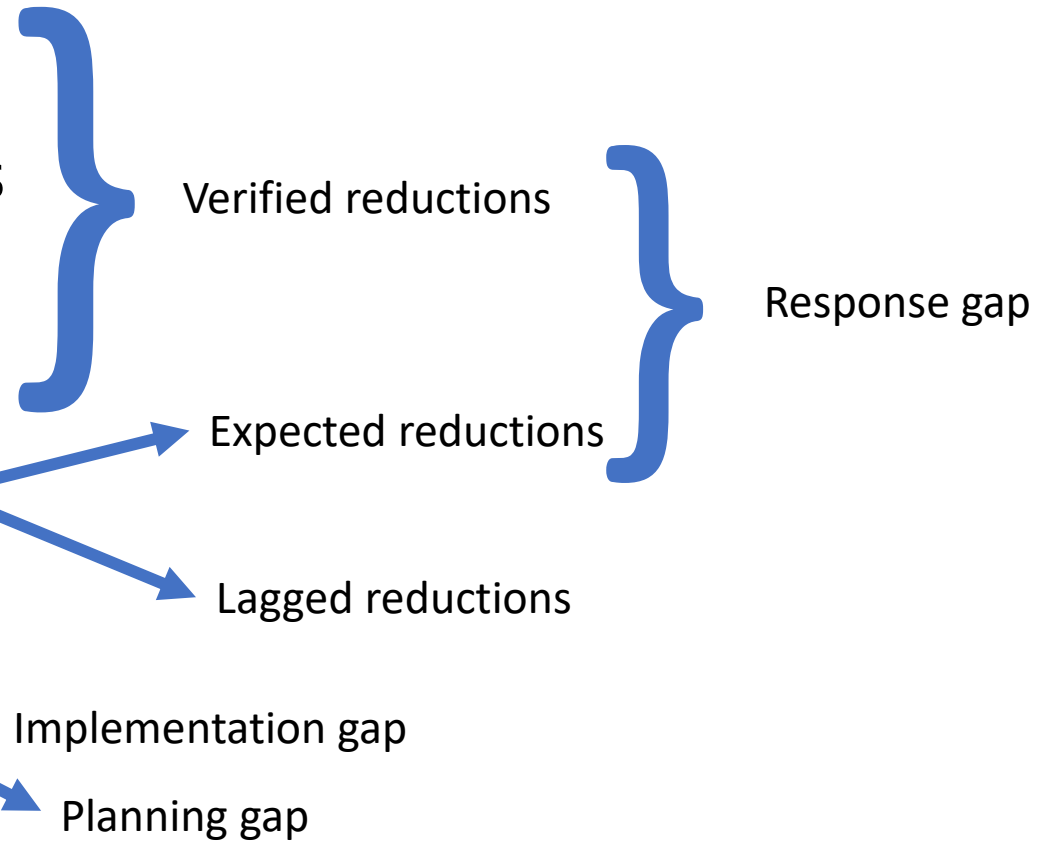 Verified reductions
Response gap
Expected reductions
Lagged reductions
Implementation gap
Planning gap